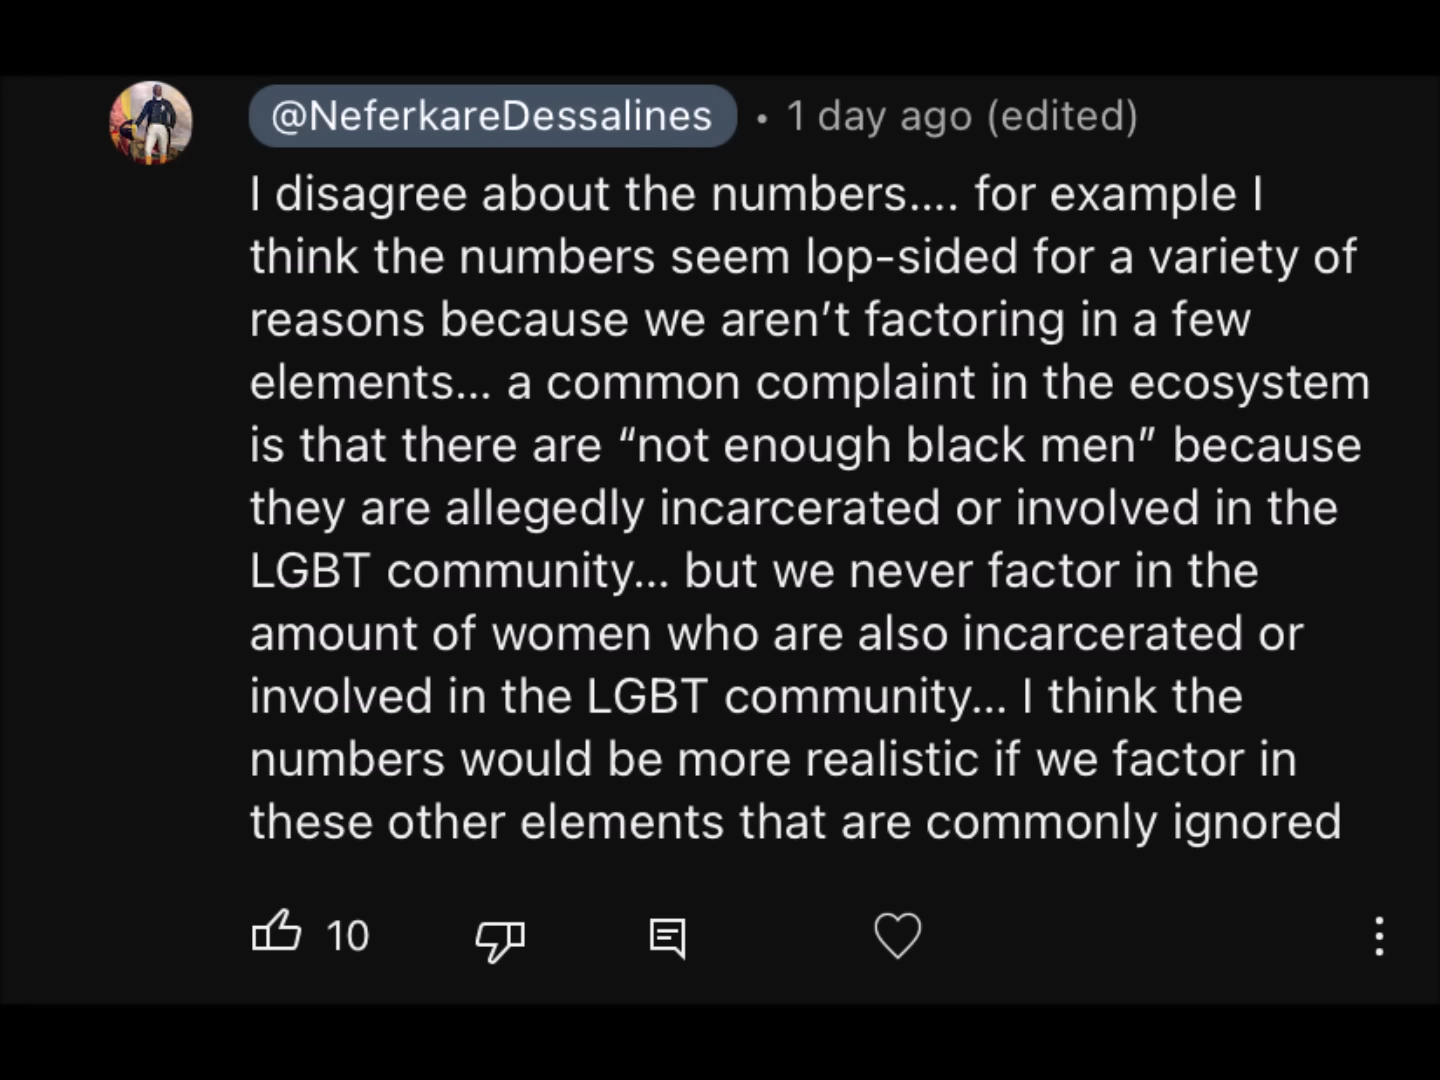 @NeferkareDessalines • 1 day ago (edited)
I disagree about the numbers.... for example I
think the numbers seem lop-sided for a variety of
reasons because we aren’t factoring in a few
elements... a common complaint in the ecosystem
is that there are “not enough black men” because
they are allegedly incarcerated or involved in the
LGBT community... but we never factor in the
amount of women who are also incarcerated or
involved in the LGBT community... I think the
numbers would be more realistic if we factor in
these other elements that are commonly ignored
10